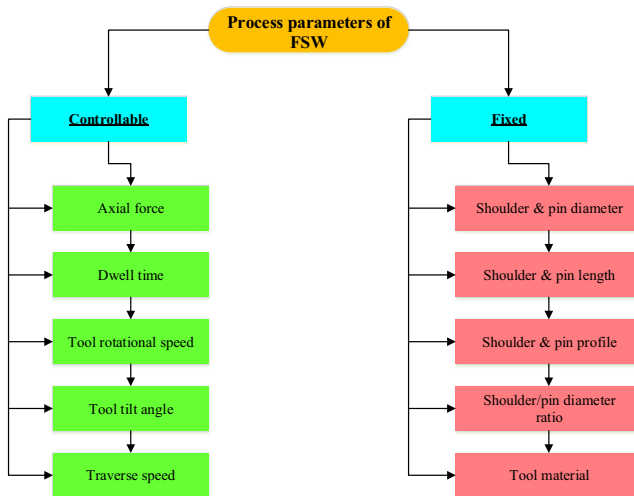 Process parameters of
FSW
Controllable
Axial force
Dwell time
Tool rotational speed
Tool tilt angle
Traverse speed
Fixed
Shoulder & pin diameter
Shoulder & pin length
Shoulder & pin profile
Shoulder/pin diameter
ratio
Tool material